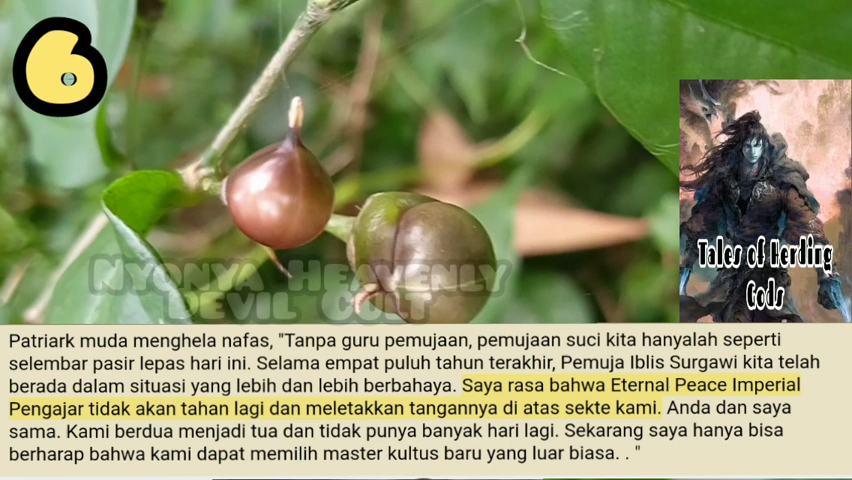 6
Tales of Herding
Gods
Nyonya Heavenly
Devil Cult
Patriark muda menghela nafas, "Tanpa guru pemujaan, pemujaan suci kita hanyalah seperti
selembar pasir lepas hari ini. Selama empat puluh tahun terakhir, Pemuja Iblis Surgawi kita telah
berada dalam situasi yang lebih dan lebih berbahaya. Saya rasa bahwa Eternal Peace Imperial
Pengajar tidak akan tahan lagi dan meletakkan tangannya di atas sekte kami. Anda dan saya
sama. Kami berdua menjadi tua dan tidak punya banyak hari lagi. Sekarang saya hanya bisa
berharap bahwa kami dapat memilih master kultus baru yang luar biasa. . "